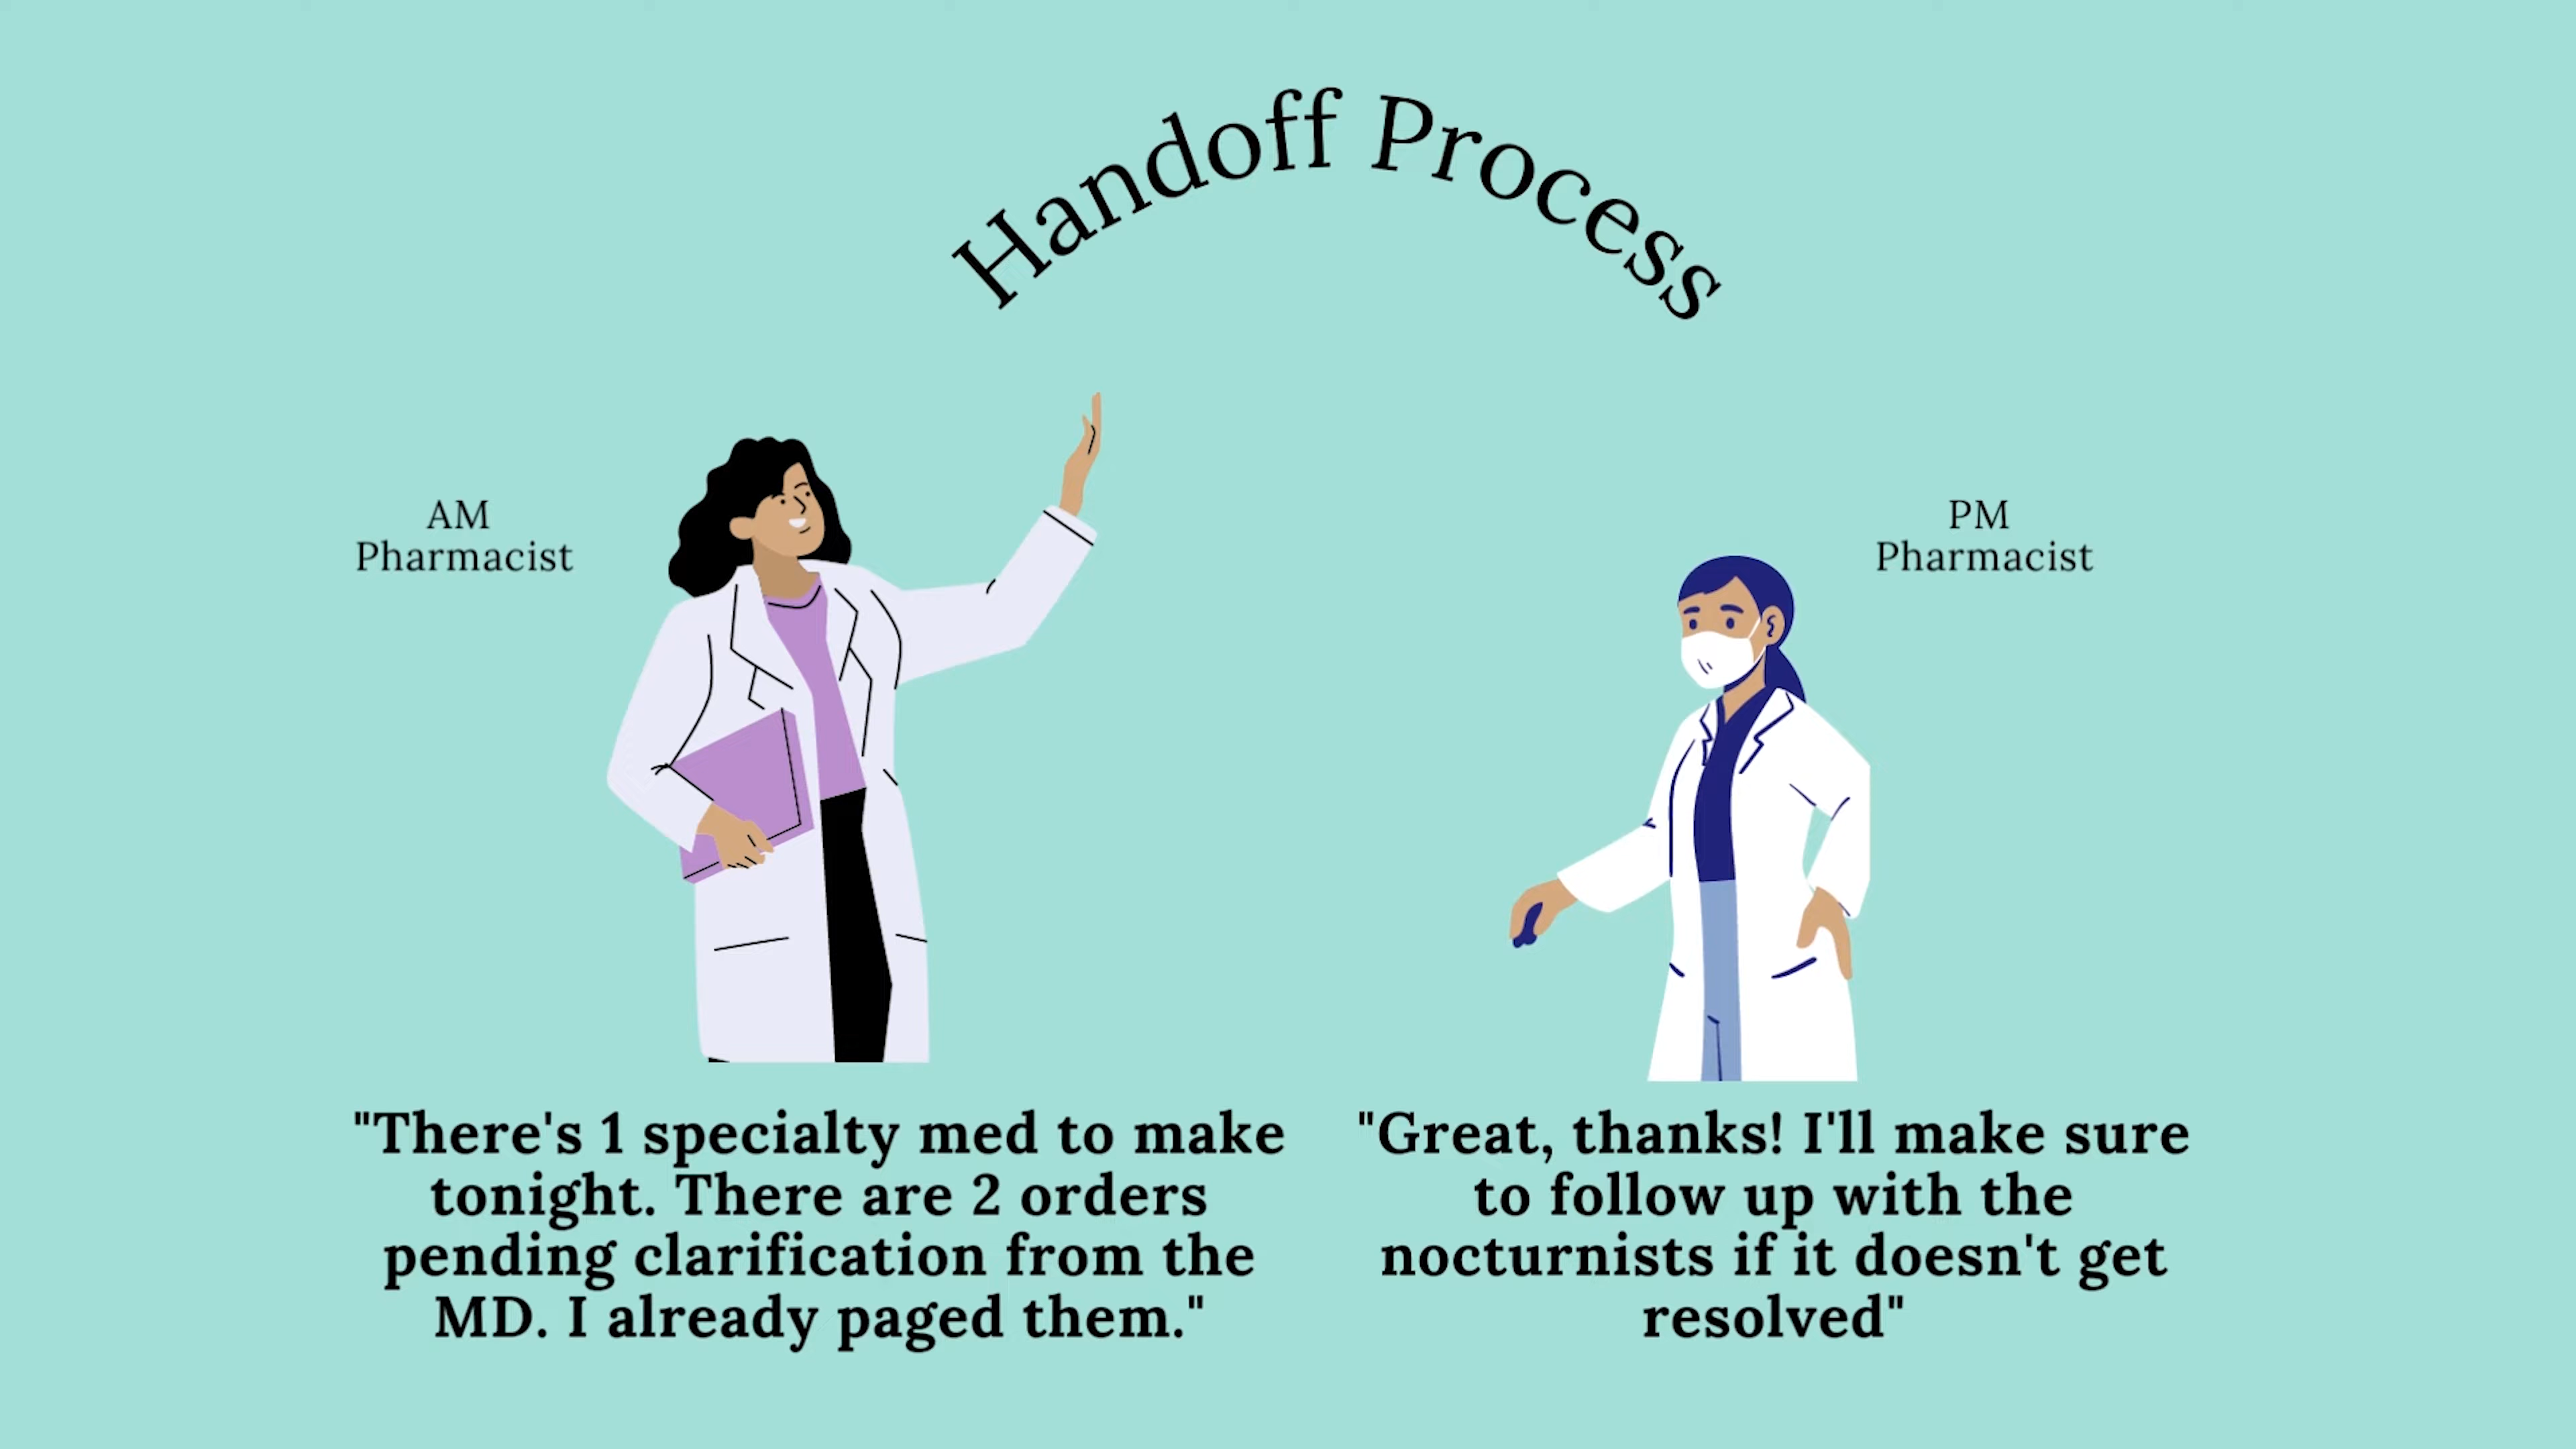 Handoff Process
AM
Pharmacist
PM
Pharmacist
"There's 1 specialty med to make
tonight. There are 2 orders
pending clarification from the
MD. I already paged them."
"Great, thanks! I'll make sure
to follow up with the
nocturnists if it doesn't get
resolved"